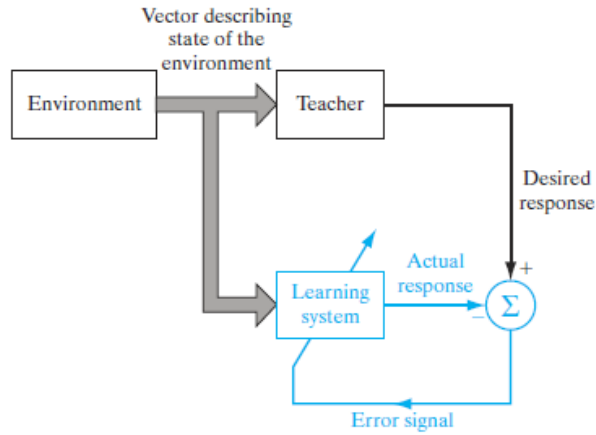 Vector describing
state of the
environment
Environment
Teacher
Desired
response
+
Actual
response
Learning
system
−
Σ
Error signal